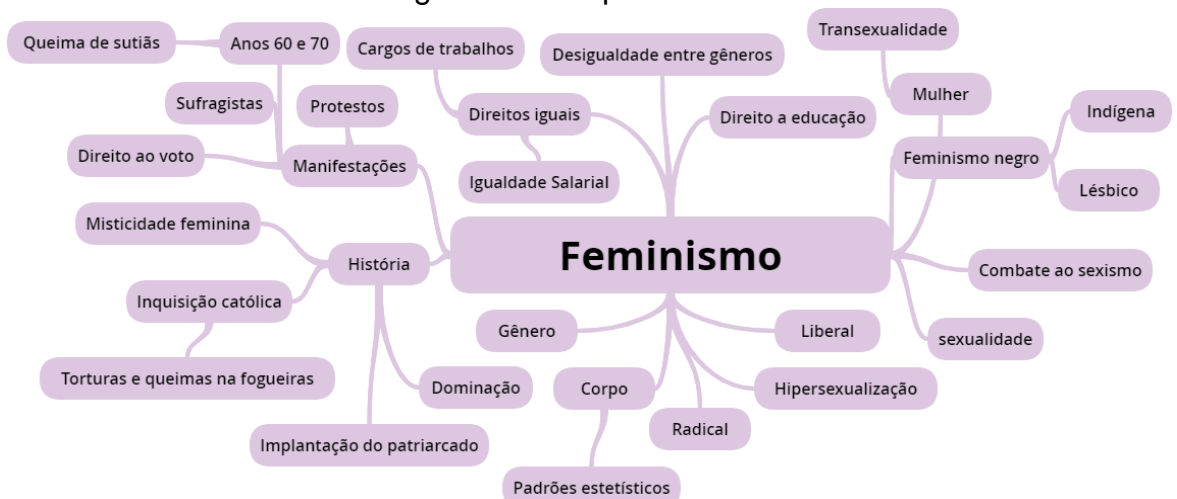 Transexualidade
Queima de sutiãs
Anos 60 e 70
Cargos de trabalhos
Desigualdade entre gêneros
Mulher
Sufragistas
Protestos
Direitos iguais
Direito a educação
Indígena
Direito ao voto
Manifestações
Feminismo negro
Igualdade Salarial
Lésbico
Misticidade feminina
História
Feminismo
Combate ao sexismo
Inquisição católica
Gênero
Liberal
sexualidade
Torturas e queimas na fogueiras
Dominação
Corpo
Hipersexualização
Radical
Implantação do patriarcado
Padrões estetísticos